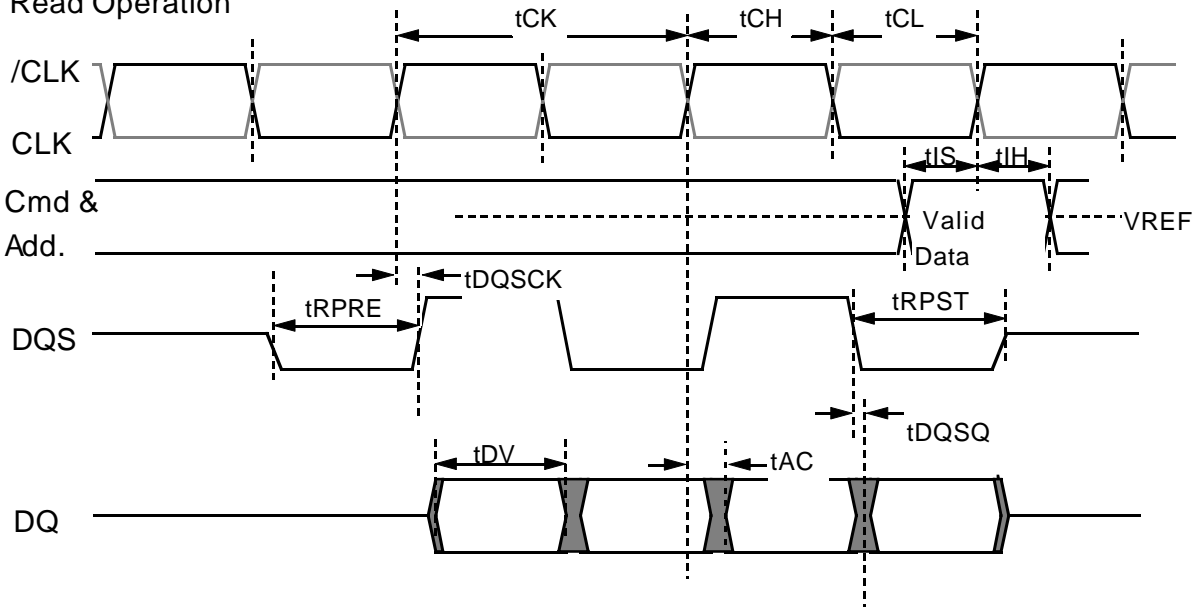 Read Operation
tCK
tCH
tCL
/CLK
CLK
tIS
tIH
Cmd &
Add.
Valid
Data
VREF
tDQSCK
tRPRE
tRPST
DQS
tDQSQ
tDV
tAC
DQ